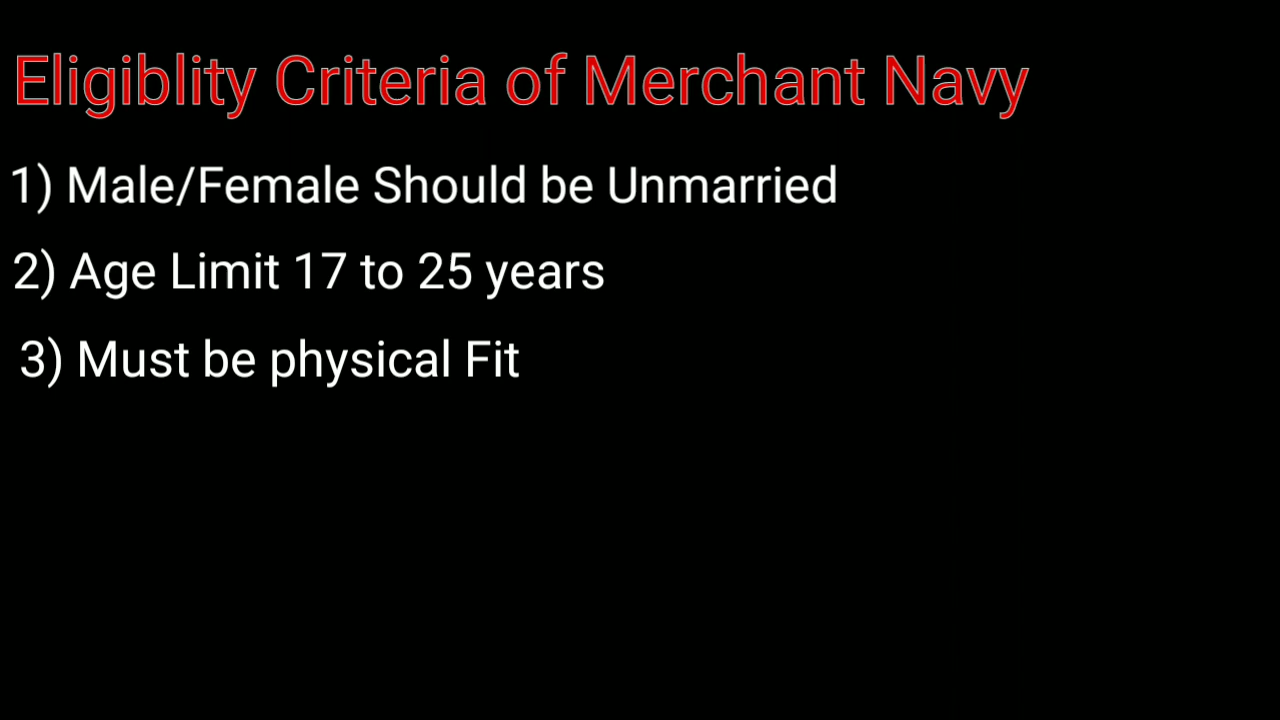 Eligiblity Criteria of Merchant Navy
1) Male/Female Should be Unmarried
2) Age Limit 17 to 25 years
3) Must be physical Fit